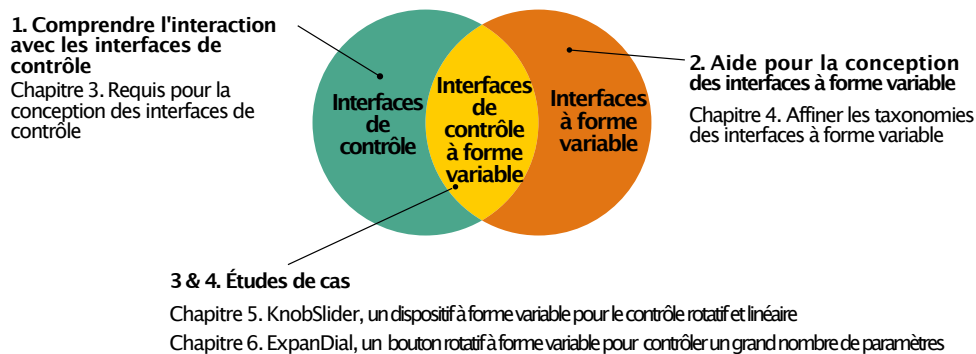 1. Comprendre l'interaction
avec les interfaces de
contrôle
Chapitre 3. Requis pour la
conception des interfaces de
contrôle
Interfaces
de
contrôle
Interfaces
de
contrôle
à forme
variable
Interfaces
à forme
variable
2. Aide pour la conception
des interfaces à forme variable
Chapitre 4. Affiner les taxonomies
des interfaces à forme variable
3 & 4. Études de cas
Chapitre 5. KnobSlider, un dispositif à forme variable pour le contrôle rotatif et linéaire
Chapitre 6. ExpanDial, un bouton rotatif à forme variable pour contrôler un grand nombre de paramètres